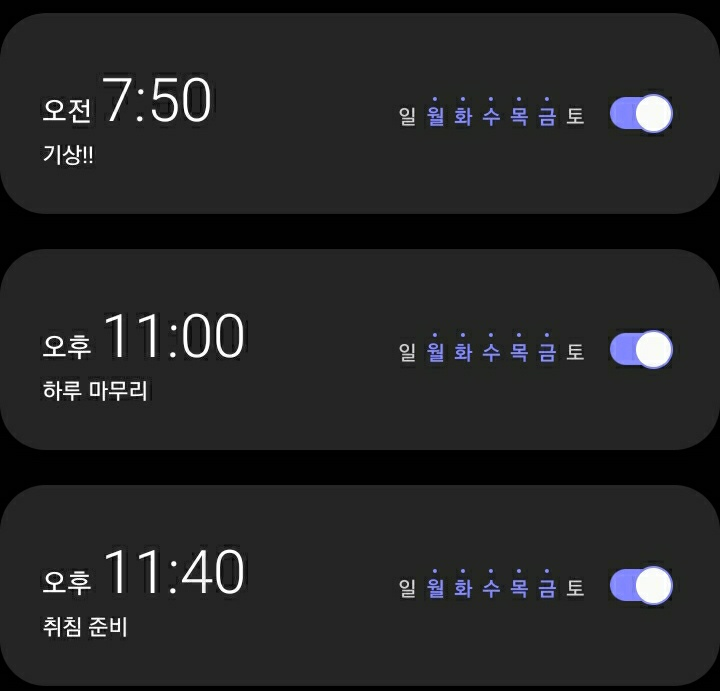 오전 7:50 일 월 화 수 목 금 토
기상!!
오후 11:00 일 월 화 수 목 금 토
하루 마무리
오후 11:40 일 월 화 수 목 금 토
취침 준비